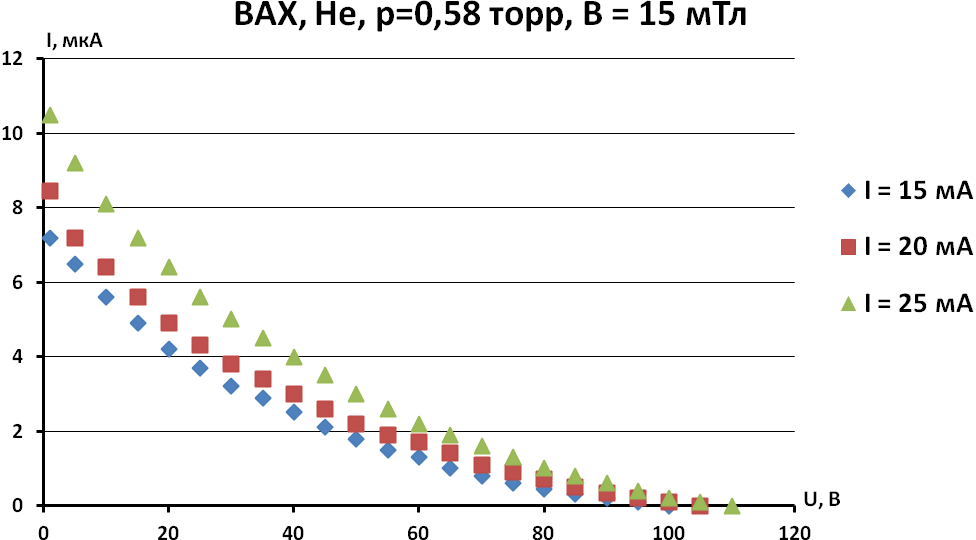 ВАХ, He, p=0,58 торр, B = 15 мТл
I, мкА
12
10
8
6
4
2
0
0 20 40 60 80 100 120
U, В
I = 15 мА
I = 20 мА
I = 25 мА